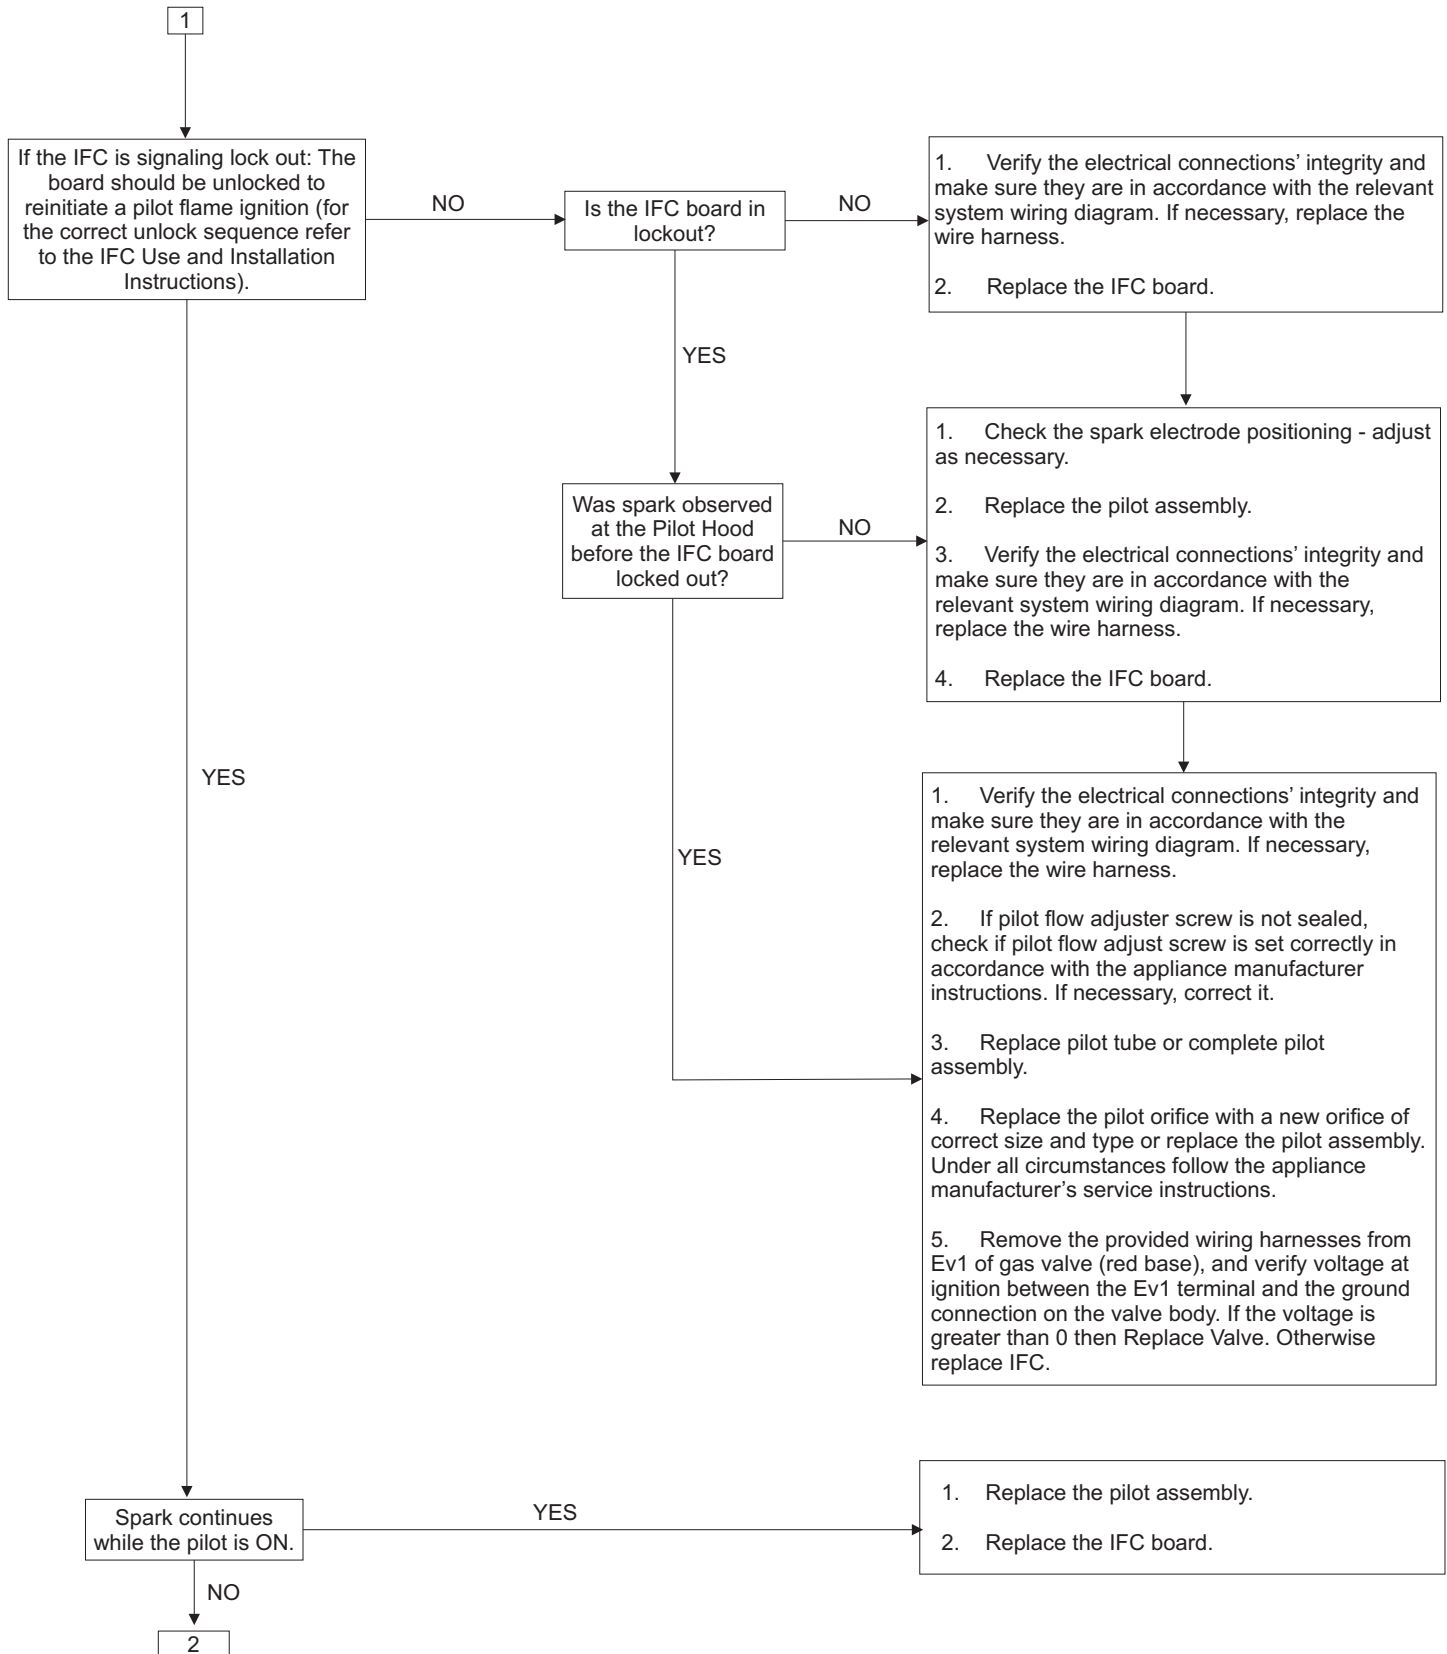 1
If the IFC is signaling lock out: The
board should be unlocked to
reinitiate a pilot flame ignition (for
the correct unlock sequence refer
to the IFC Use and Installation
Instructions).
NO
Is the IFC board in
lockout?
NO
1. Verify the electrical connections’ integrity and
make sure they are in accordance with the relevant
system wiring diagram. If necessary, replace the
wire harness.
2. Replace the IFC board.
YES
Was spark observed
at the Pilot Hood
before the IFC board
locked out?
NO
1. Check the spark electrode positioning - adjust
as necessary.
2. Replace the pilot assembly.
3. Verify the electrical connections’ integrity and
make sure they are in accordance with the
relevant system wiring diagram. If necessary,
replace the wire harness.
4. Replace the IFC board.
YES
YES
1. Verify the electrical connections’ integrity and
make sure they are in accordance with the
relevant system wiring diagram. If necessary,
replace the wire harness.
2. If pilot flow adjuster screw is not sealed,
check if pilot flow adjust screw is set correctly in
accordance with the appliance manufacturer
instructions. If necessary, correct it.
3. Replace pilot tube or complete pilot
assembly.
4. Replace the pilot orifice with a new orifice of
correct size and type or replace the pilot assembly.
Under all circumstances follow the appliance
manufacturer’s service instructions.
5. Remove the provided wiring harnesses from
Ev1 of gas valve (red base), and verify voltage at
ignition between the Ev1 terminal and the ground
connection on the valve body. If the voltage is
greater than 0 then Replace Valve. Otherwise
replace IFC.
Spark continues
while the pilot is ON.
YES
1. Replace the pilot assembly.
2. Replace the IFC board.
NO
2